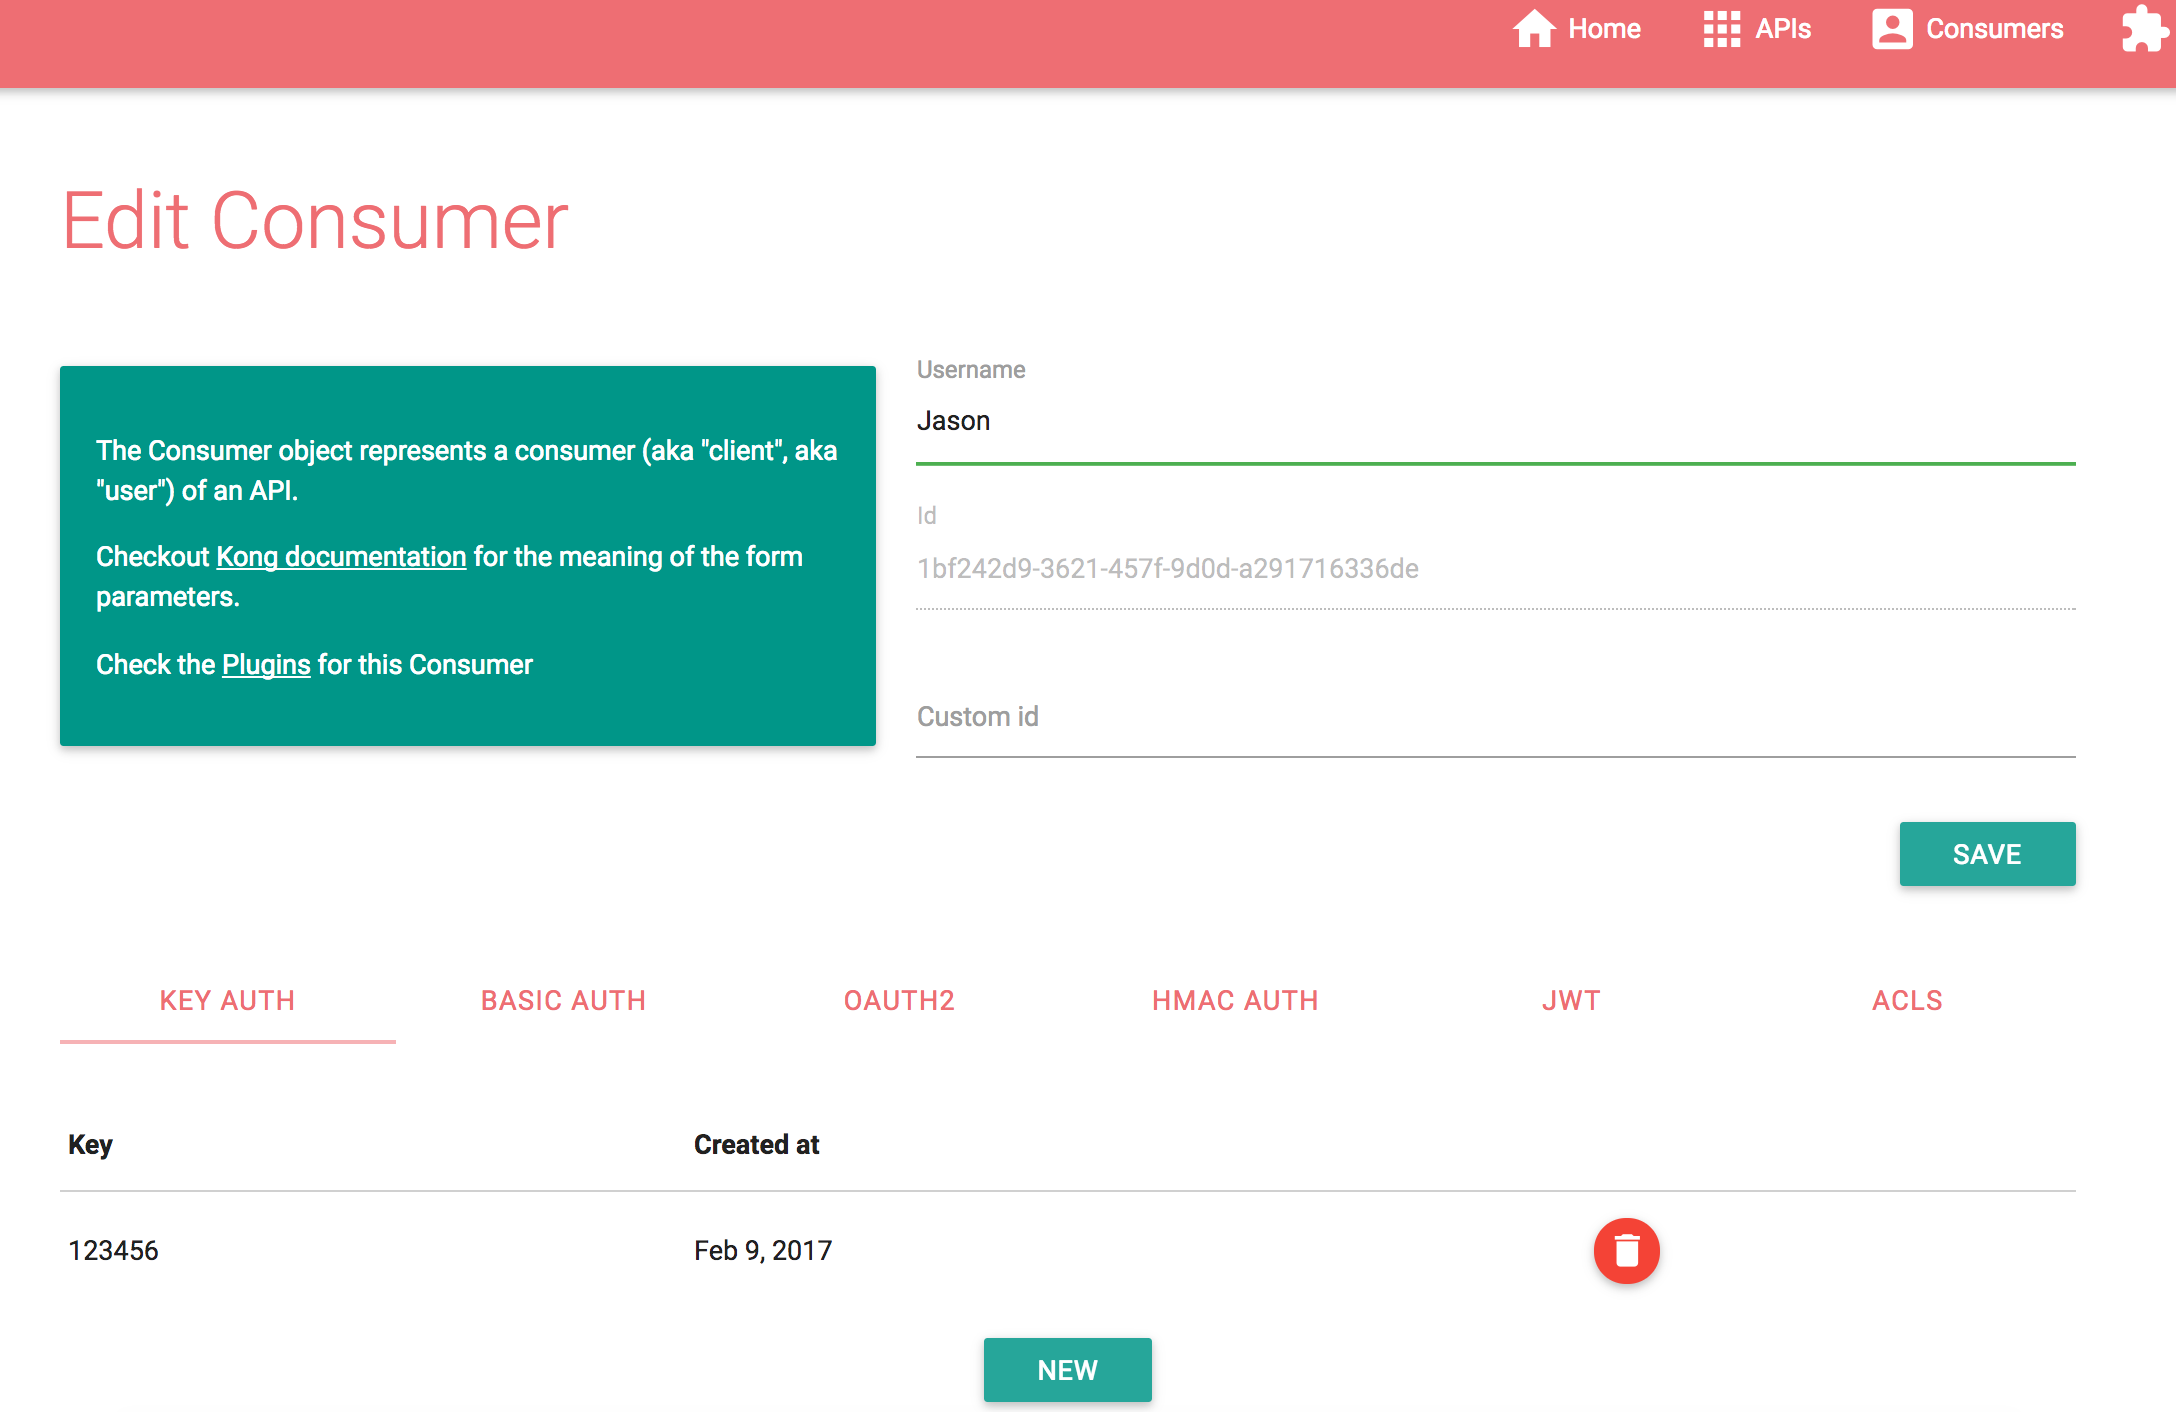 Home APIs Consumers
Edit Consumer
The Consumer object represents a consumer (aka "client", aka
"user") of an API.
Checkout Kong documentation for the meaning of the form
parameters.
Check the Plugins for this Consumer
Username
Jason
Id
1bf242d9-3621-457f-9d0d-a291716336de
Custom id
SAVE
KEY AUTH BASIC AUTH OAUTH2 HMAC AUTH JWT ACLS
Key Created at
123456 Feb 9, 2017
NEW